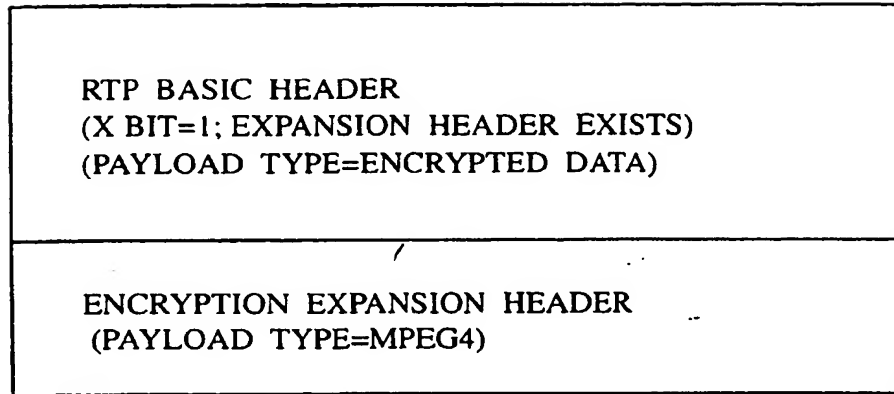 RTP BASIC HEADER
(X BIT=1; EXPANSION HEADER EXISTS)
(PAYLOAD TYPE=ENCRYPTED DATA)
ENCRYPTION EXPANSION HEADER
(PAYLOAD TYPE=MPEG4)